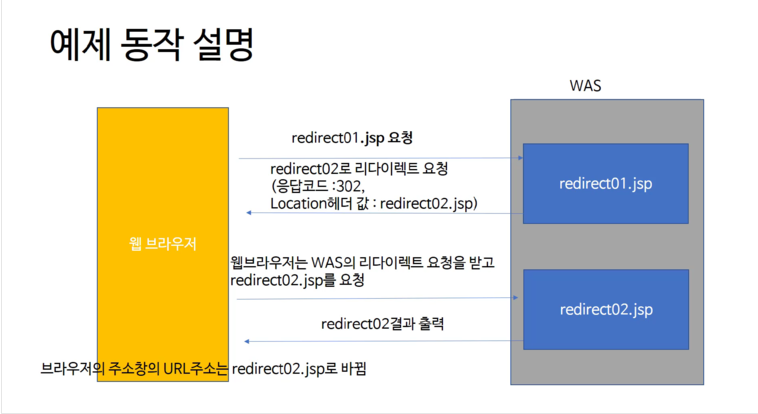 예제 동작 설명
WAS
redirect01.jsp 요청
redirect02로 리다이렉트 요청
(응답코드 :302,
Location헤더 값 : redirect02.jsp)
redirect01.jsp
웹 브라우저
웹브라우저는 WAS의 리다이렉트 요청을 받고
redirect02.jsp를 요청
redirect02.jsp
redirect02결과 출력
브라우저의 주소창의 URL주소는 redirect02.jsp로 바뀜